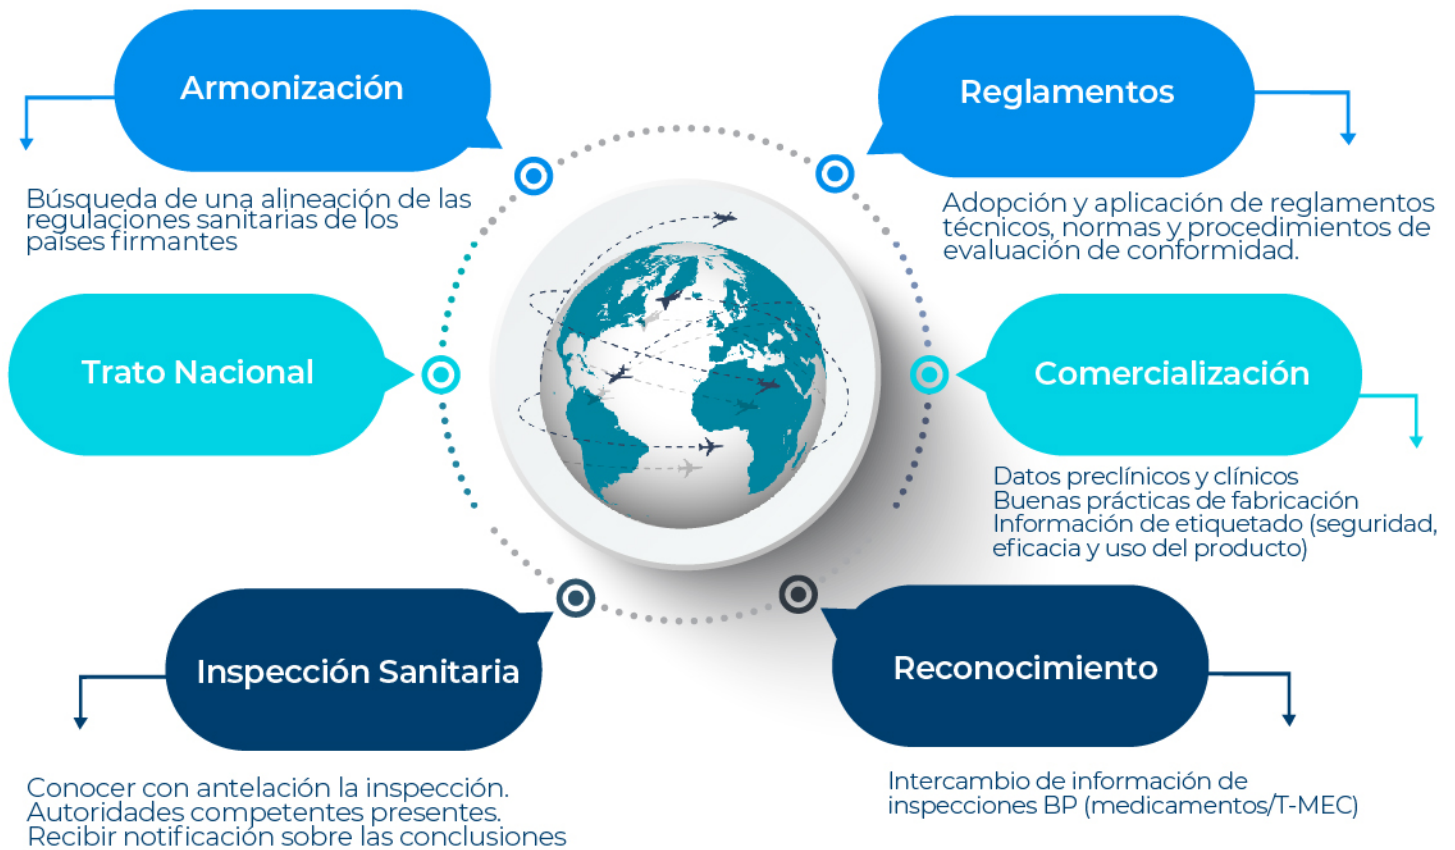 Armonización
Búsqueda de una alineación de las
regulaciones sanitarias de los
países firmantes
Trato Nacional
Inspección Sanitaria
Conocer con antelación la inspección.
Autoridades competentes presentes.
Recibir notificación sobre las conclusiones
Reglamentos
Adopción y aplicación de reglamentos
técnicos, normas y procedimientos de
evaluación de conformidad.
Comercialización
Datos preclínicos y clínicos
Buenas prácticas de fabricación
Información de etiquetado (seguridad,
eficacia y uso del producto)
Reconocimiento
Intercambio de información de
inspecciones BP (medicamentos/T-MEC)